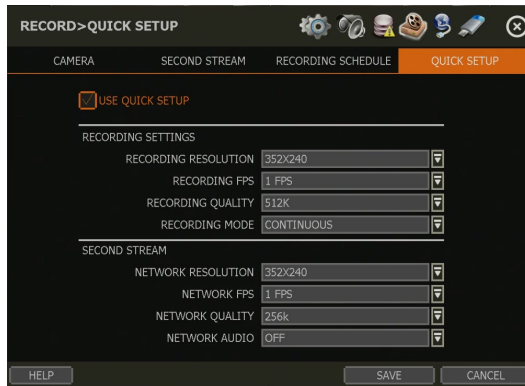 RECORD>QUICK SETUP
CAMERA SECOND STREAM RECORDING SCHEDULE QUICK SETUP
USE QUICK SETUP
RECORDING SETTINGS
RECORDING RESOLUTION 352X240
RECORDING FPS 1 FPS
RECORDING QUALITY 512K
RECORDING MODE CONTINUOUS
SECOND STREAM
NETWORK RESOLUTION 352X240
NETWORK FPS 1 FPS
NETWORK QUALITY 256k
NETWORK AUDIO OFF
HELP SAVE CANCEL